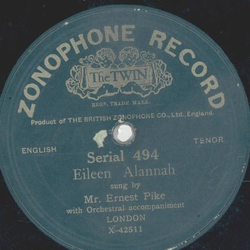 ZONOPHONE RECORD
The TWIN
REGD. TRADE MARK.
Product of THE BRITISH ZONOPHONE CO., Ltd., England.
ENGLISH
TENOR
Serial 494
Eileen Alannah
sung by
Mr. Ernest Pike
with Orchestral accompaniment
LONDON
X-42511